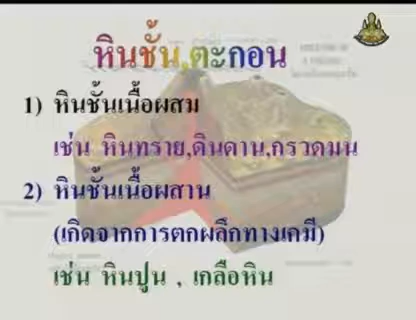 หินชั้น,ตะกอน
1) หินชั้นเนื้อผสม
เช่น หินทราย,ดินดาน,กรวดมน
2) หินชั้นเนื้อผสาน
(เกิดจากการตกผลึกทางเคมี)
เช่น หินปูน , เกลือหิน